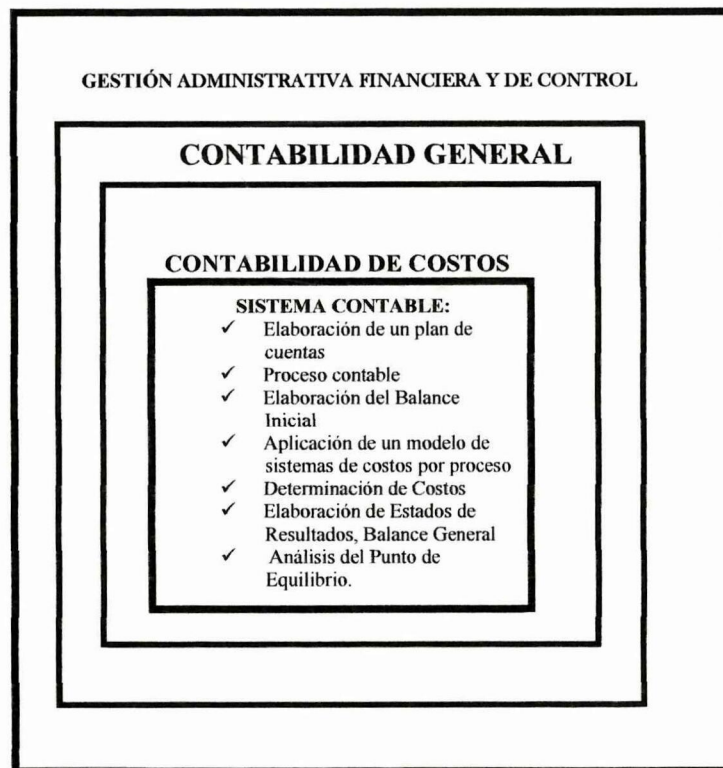 GESTIÓN ADMINISTRATIVA FINANCIERA Y DE CONTROL
CONTABILIDAD GENERAL
CONTABILIDAD DE COSTOS
SISTEMA CONTABLE:
✓ Elaboración de un plan de
cuentas
✓ Proceso contable
✓ Elaboración del Balance
Inicial
✓ Aplicación de un modelo de
sistemas de costos por proceso
✓ Determinación de Costos
✓ Elaboración de Estados de
Resultados, Balance General
✓ Análisis del Punto de
Equilibrio.